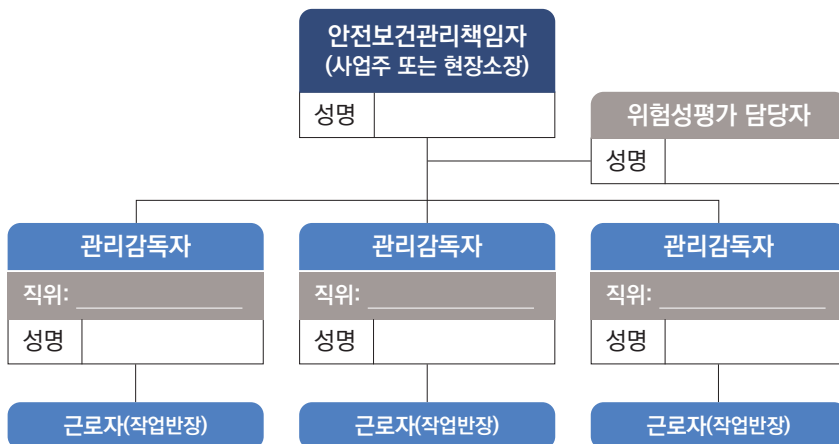 안전보건관리책임자
(사업주 또는 현장소장)
성명
위험성평가 담당자
성명
관리감독자
직위:
성명
관리감독자
직위:
성명
관리감독자
직위:
성명
근로자(작업반장)
근로자(작업반장)
근로자(작업반장)